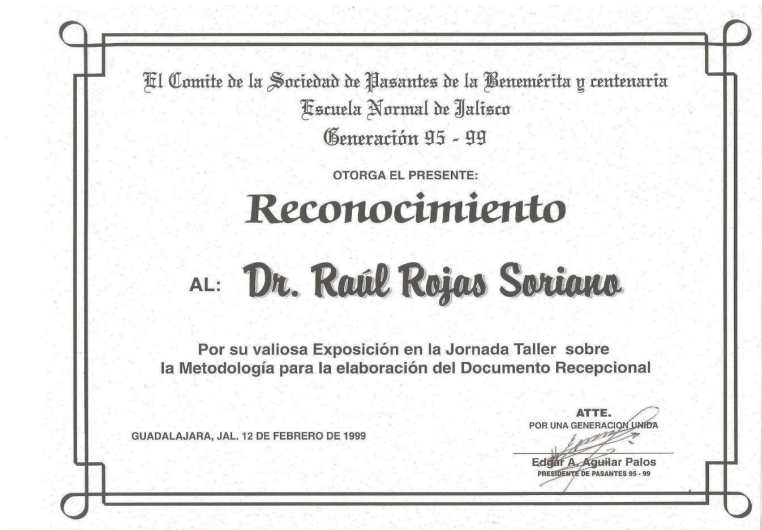 El Comite de la Sociedad de Pasantes de la Benemérita y centenaria
Escuela Normal de Jalisco
Generación 95 - 99
OTORGA EL PRESENTE:
Reconocimiento
AL: Dr. Raúl Rojas Soriano
Por su valiosa Exposición en la Jornada Taller sobre
la Metodología para la elaboración del Documento Recepcional
GUADALAJARA, JAL. 12 DE FEBRERO DE 1999
ATTE.
POR UNA GENERACION UNIDA
Edgar A. Aguilar Palos
PRESIDENTE DE PASANTES 95 - 99